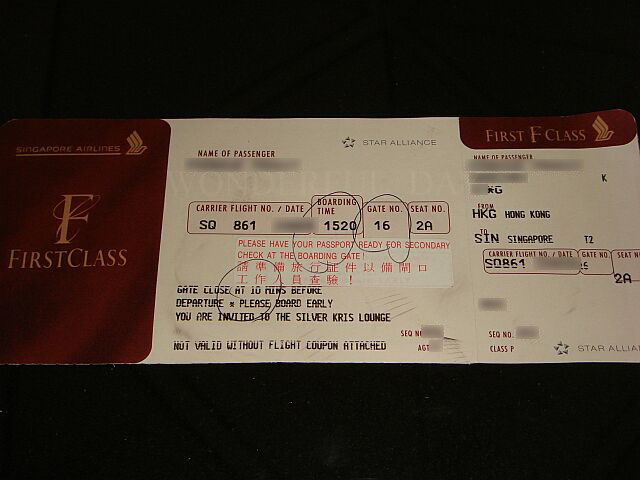 SINGAPORE AIRLINES
F
FIRSTCLASS
STAR ALLIANCE
NAME OF PASSENGER
CARRIER FLIGHT NO. / DATE BOARDING TIME GATE NO. SEAT NO.
SQ 861 1520 16 2A
PLEASE HAVE YOUR PASSPORT READY FOR SECONDARY
CHECK AT THE BOARDING GATE!
請準備旅行証件以備閘口
工作人員查驗!
GATE CLOSE AT 10 MINS BEFORE
DEPARTURE * PLEASE BOARD EARLY
YOU ARE INVITED TO THE SILVER KRIS LOUNGE
SEQ NO.
NOT VALID WITHOUT FLIGHT COUPON ATTACHED
AGT
FIRST F CLASS
NAME OF PASSENGER
K
*G
FROM
HKG HONG KONG
TO
SIN SINGAPORE T2
CARRIER FLIGHT NO. / DATE GATE NO. SEAT
SQ861 2A
SEQ NO.
CLASS P
STAR ALLIAN